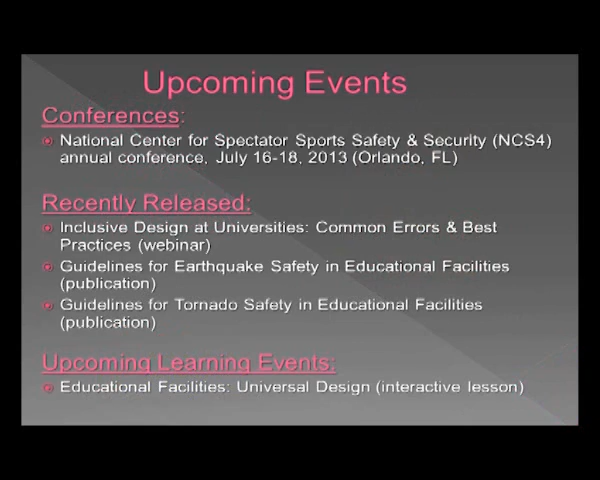 Upcoming Events
Conferences:
National Center for Spectator Sports Safety & Security (NCS4)
annual conference, July 16-18, 2013 (Orlando, FL)
Recently Released:
Inclusive Design at Universities: Common Errors & Best
Practices (webinar)
Guidelines for Earthquake Safety in Educational Facilities
(publication)
Guidelines for Tornado Safety in Educational Facilities
(publication)
Upcoming Learning Events:
Educational Facilities: Universal Design (interactive lesson)